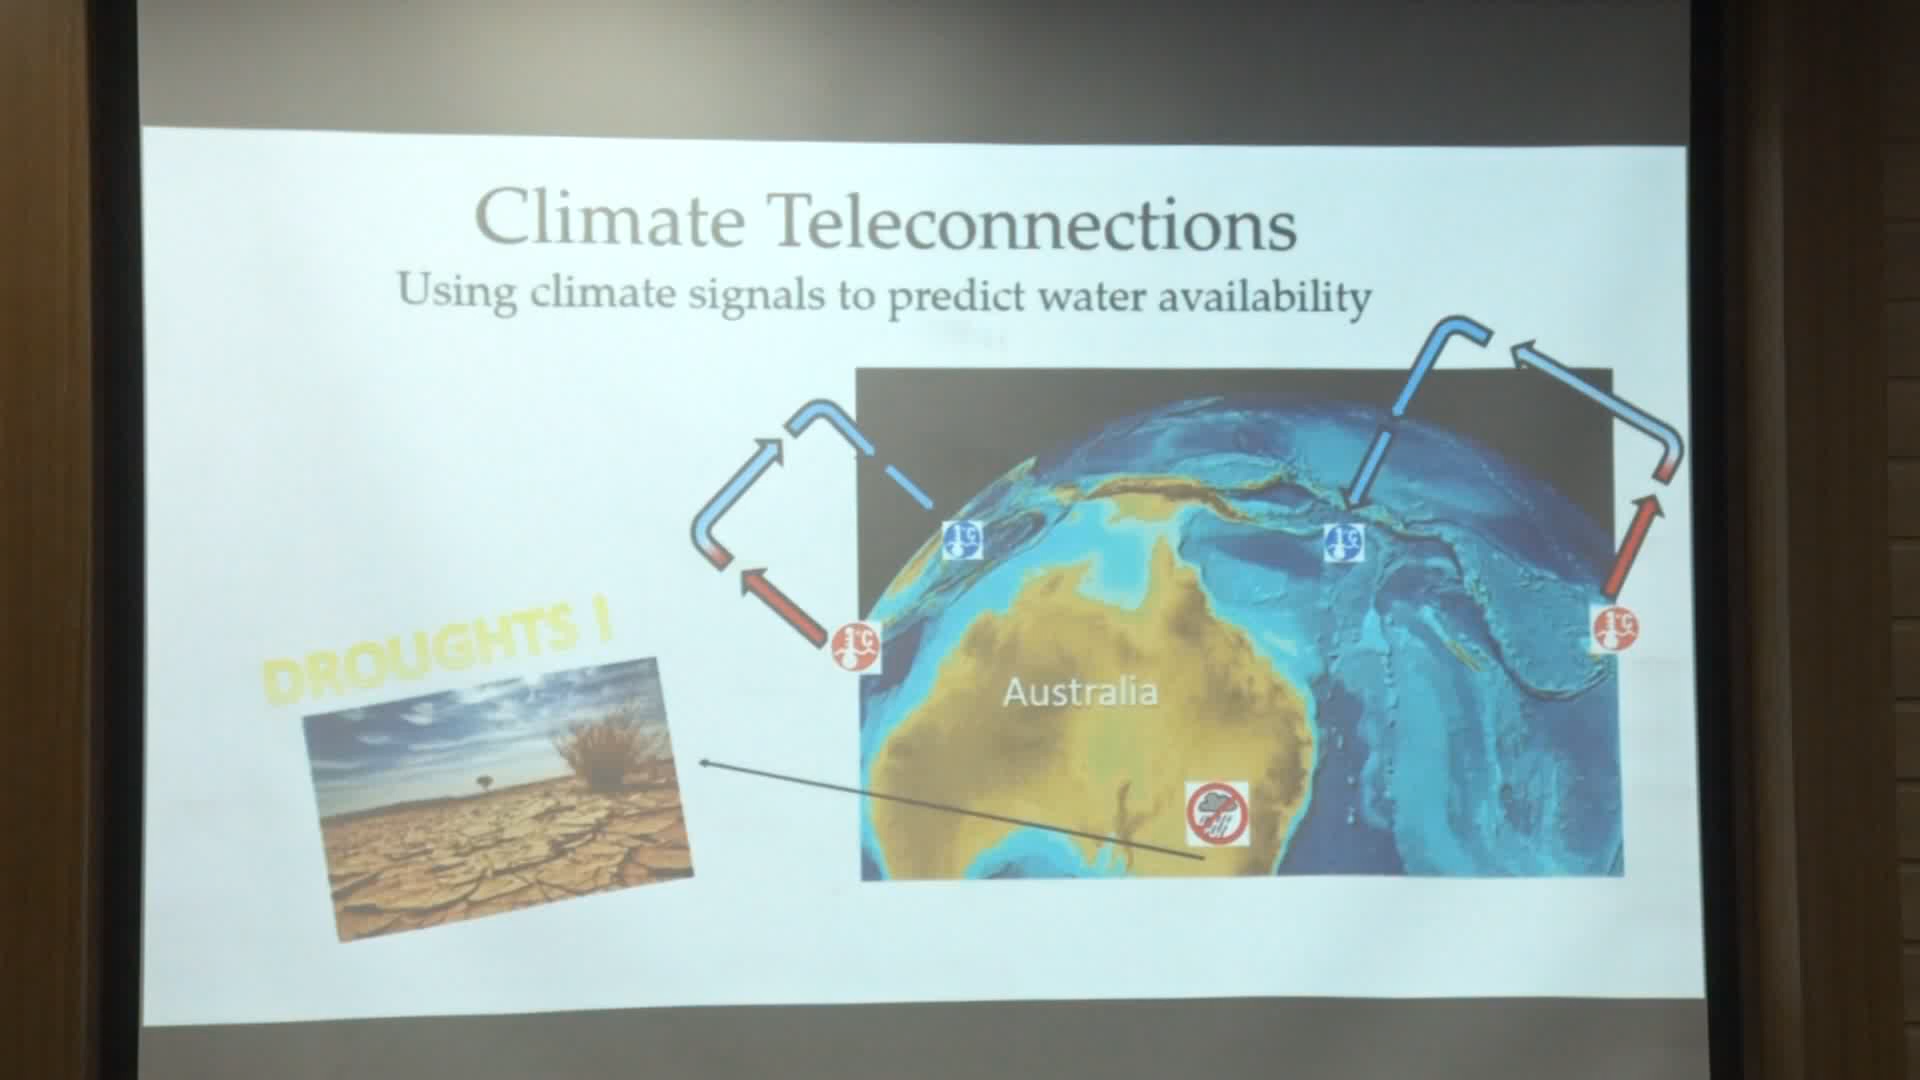 Climate Teleconnections
Using climate signals to predict water availability
DROUGHTS !
Australia
°C
°C
°C
°C